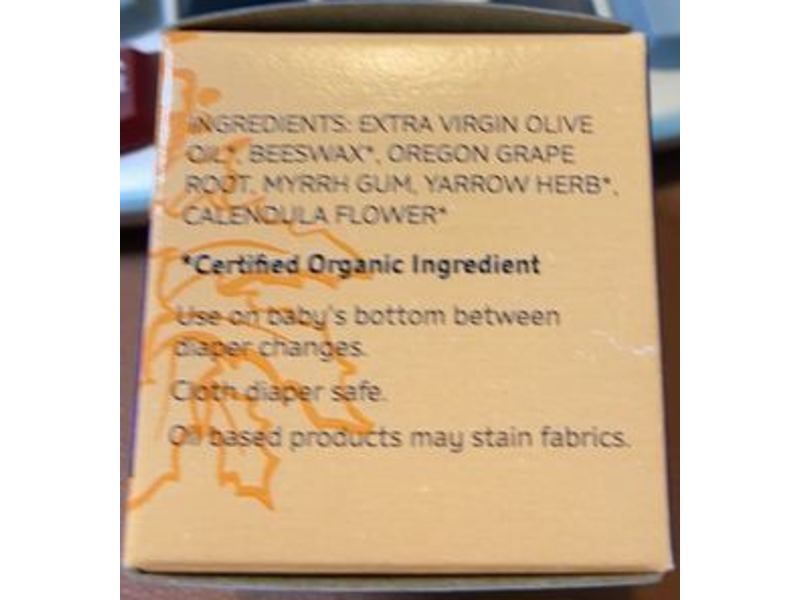 INGREDIENTS: EXTRA VIRGIN OLIVE
OIL*, BEESWAX*, OREGON GRAPE
ROOT, MYRRH GUM, YARROW HERB*,
CALENDULA FLOWER*
*Certified Organic Ingredient
Use on baby's bottom between
diaper changes.
Cloth diaper safe.
Oil based products may stain fabrics.